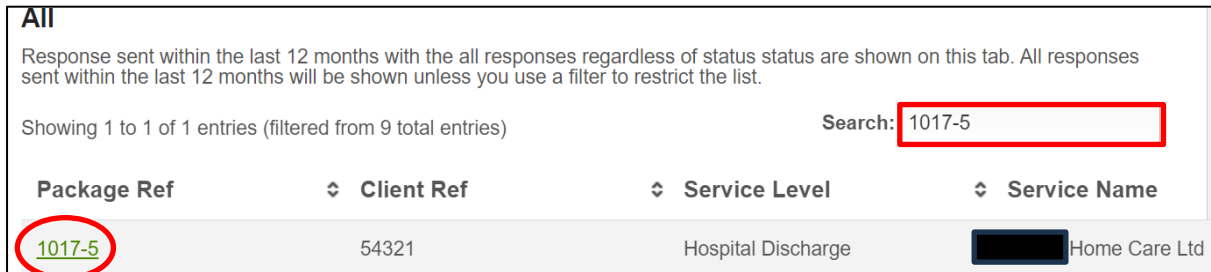 All
Response sent within the last 12 months with the all responses regardless of status status are shown on this tab. All responses
sent within the last 12 months will be shown unless you use a filter to restrict the list.
Showing 1 to 1 of 1 entries (filtered from 9 total entries) Search: 1017-5
Package Ref Client Ref Service Level Service Name
1017-5 54321 Hospital Discharge Home Care Ltd